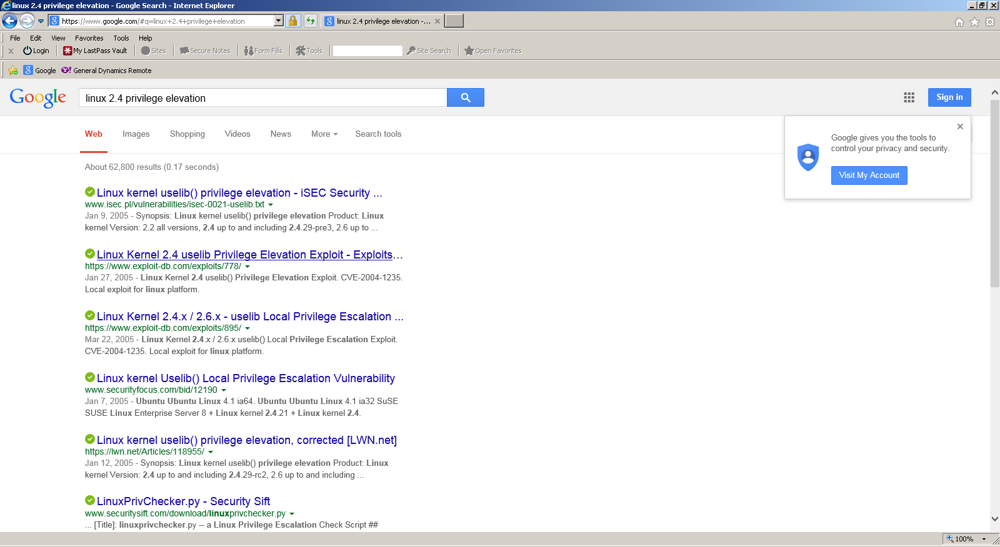 linux 2.4 privilege elevation - Google Search - Internet Explorer
https://www.google.com/#q=linux+2.4+privilege+elevation
linux 2.4 privilege elevation -...
File Edit View Favorites Tools Help
x Login My LastPass Vault Sites Secure Notes Form Fills Tools Site Search Open Favorites
Google General Dynamics Remote
Google linux 2.4 privilege elevation Sign in
Web Images Shopping Videos News More Search tools
Google gives you the tools to
control your privacy and security.
Visit My Account
About 62,800 results (0.17 seconds)
Linux kernel uselib() privilege elevation - iSEC Security ...
www.isec.pl/vulnerabilities/isec-0021-uselib.txt
Jan 9, 2005 - Synopsis: Linux kernel uselib() privilege elevation Product: Linux
kernel Version: 2.2 all versions, 2.4 up to and including 2.4.29-pre3, 2.6 up to ...
Linux Kernel 2.4 uselib Privilege Elevation Exploit - Exploits...
https://www.exploit-db.com/exploits/778/
Jan 27, 2005 - Linux Kernel 2.4 uselib() Privilege Elevation Exploit. CVE-2004-1235.
Local exploit for linux platform.
Linux Kernel 2.4.x / 2.6.x - uselib Local Privilege Escalation ...
https://www.exploit-db.com/exploits/895/
Mar 22, 2005 - Linux Kernel 2.4.x / 2.6.x uselib() Local Privilege Escalation Exploit.
CVE-2004-1235. Local exploit for linux platform.
Linux kernel Uselib() Local Privilege Escalation Vulnerability
www.securityfocus.com/bid/12190
Jan 7, 2005 - Ubuntu Ubuntu Linux 4.1 ia64. Ubuntu Ubuntu Linux 4.1 ia32 SuSE
SUSE Linux Enterprise Server 8 + Linux kernel 2.4.21 + Linux kernel 2.4.
Linux kernel uselib() privilege elevation, corrected [LWN.net]
https://lwn.net/Articles/118955/
Jan 12, 2005 - Synopsis: Linux kernel uselib() privilege elevation Product: Linux
kernel Version: 2.4 up to and including 2.4.29-rc2, 2.6 up to and including ...
LinuxPrivChecker.py - Security Sift
www.securitysift.com/download/linuxprivchecker.py
... [Title]: linuxprivchecker.py -- a Linux Privilege Escalation Check Script ##
100%